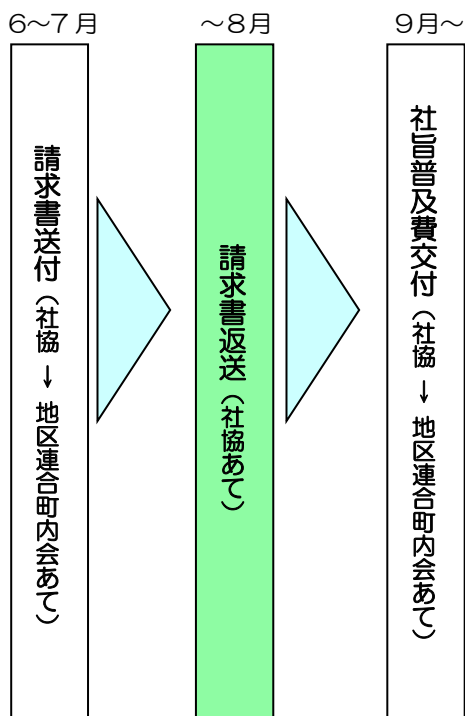 6～7月
～8月
9月～
請求書送付（社協 → 地区連合町内会あて）
請求書返送（社協あて）
社旨普及費交付（社協 → 地区連合町内会あて）